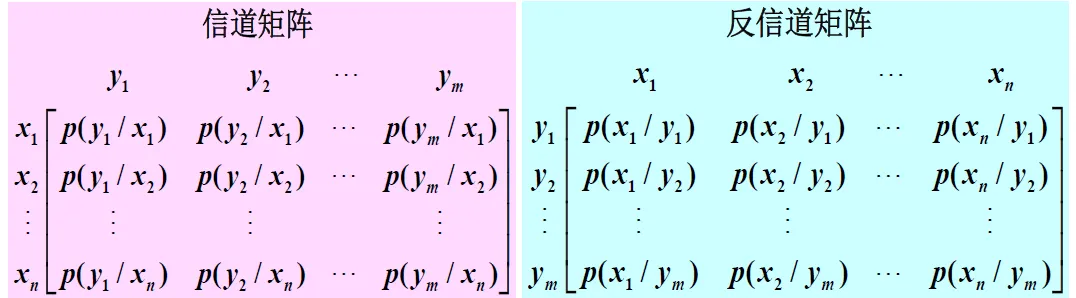 信道矩阵
y1 y2 ⋯ ym
x1 p(y1 / x1) p(y2 / x1) ⋯ p(ym / x1)
x2 p(y1 / x2) p(y2 / x2) ⋯ p(ym / x2)
⋮ ⋮ ⋮ ⋮
xn p(y1 / xn) p(y2 / xn) ⋯ p(ym / xn)
反信道矩阵
x1 x2 ⋯ xn
y1 p(x1 / y1) p(x2 / y1) ⋯ p(xn / y1)
y2 p(x1 / y2) p(x2 / y2) ⋯ p(xn / y2)
⋮ ⋮ ⋮ ⋮
ym p(x1 / ym) p(x2 / ym) ⋯ p(xn / ym)